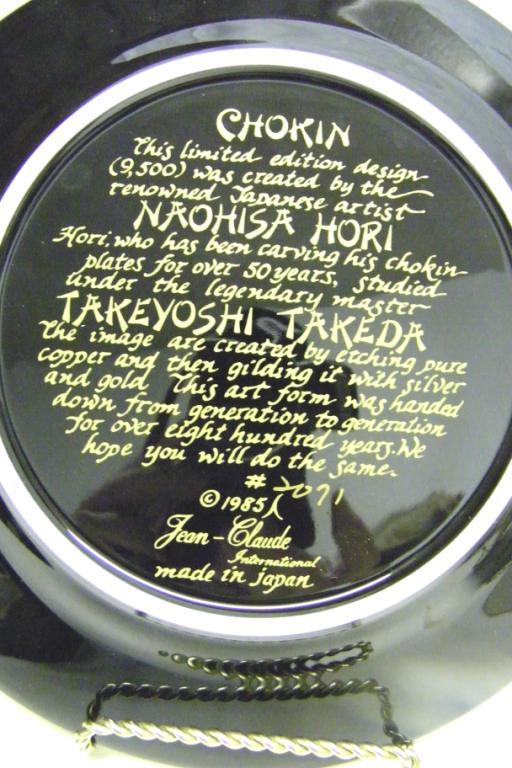 CHOKIN
This limited edition design
(9,500) was created by the
renowned Japanese artist
NAOHISA HORI
Hori, who has been carving his chokin
plates for over 50 years, studied
under the legendary master
TAKEYOSHI TAKEDA
The image are created by etching pure
copper and then gilding it with silver
and gold This art form was handed
down from generation to generation
for over eight hundred years. We
hope you will do the same.
# 2091
© 1985
Jean-Claude
International
made in japan